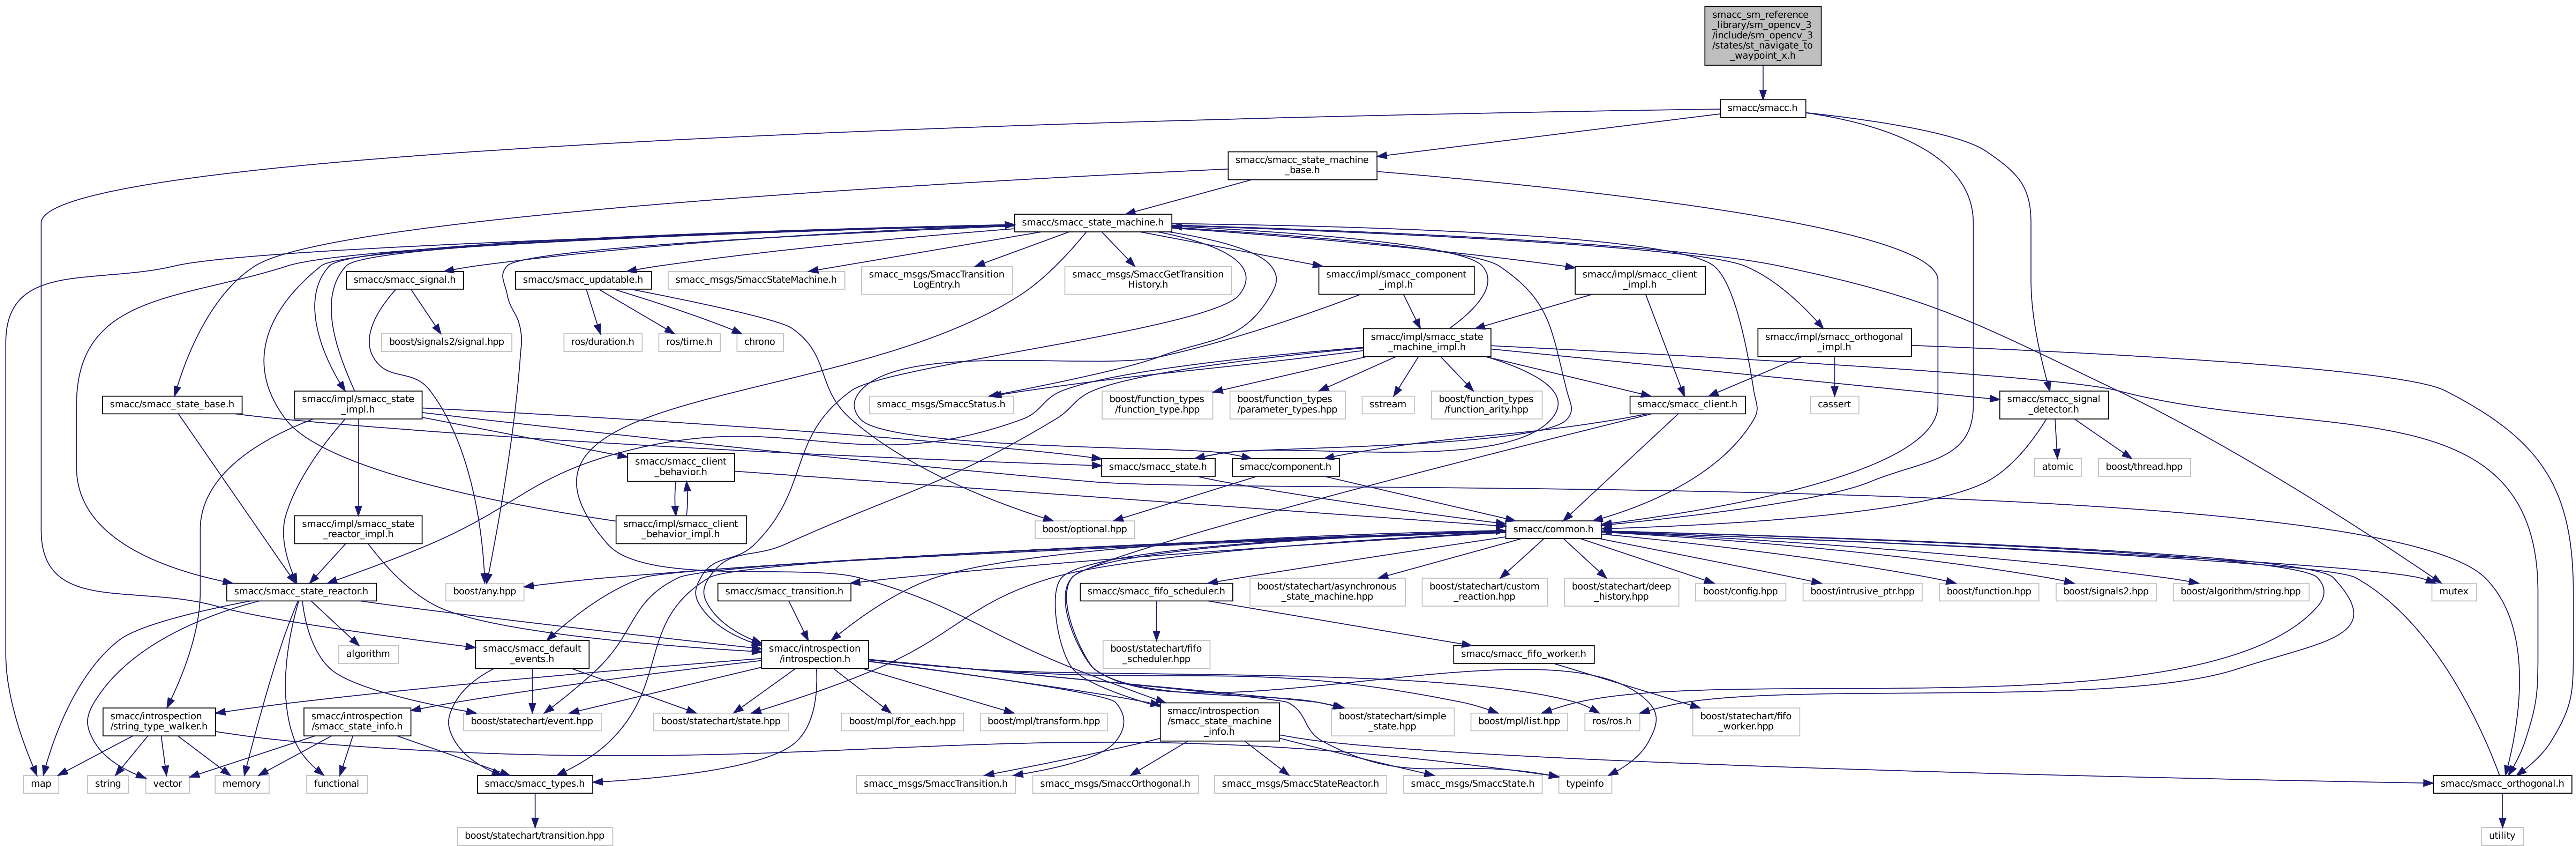 smacc_sm_reference
_library/sm_opencv_3
/include/sm_opencv_3
/states/st_navigate_to
_waypoint_x.h
smacc/smacc.h
smacc/smacc_state_machine
_base.h
smacc/smacc_state_machine.h
smacc/smacc_signal.h
smacc/smacc_updatable.h
smacc_msgs/SmaccStateMachine.h
smacc_msgs/SmaccTransition
LogEntry.h
smacc_msgs/SmaccGetTransition
History.h
smacc/impl/smacc_component
_impl.h
smacc/impl/smacc_client
_impl.h
boost/signals2/signal.hpp
ros/duration.h
ros/time.h
chrono
smacc/impl/smacc_state
_machine_impl.h
smacc/impl/smacc_orthogonal
_impl.h
smacc/smacc_state_base.h
smacc/impl/smacc_state
_impl.h
smacc_msgs/SmaccStatus.h
boost/function_types
/function_type.hpp
boost/function_types
/parameter_types.hpp
sstream
boost/function_types
/function_arity.hpp
smacc/smacc_client.h
cassert
smacc/smacc_signal
_detector.h
smacc/smacc_client
_behavior.h
smacc/smacc_state.h
smacc/component.h
atomic
boost/thread.hpp
smacc/impl/smacc_state
_reactor_impl.h
smacc/impl/smacc_client
_behavior_impl.h
boost/optional.hpp
smacc/common.h
smacc/smacc_state_reactor.h
boost/any.hpp
smacc/smacc_transition.h
smacc/smacc_fifo_scheduler.h
boost/statechart/asynchronous
_state_machine.hpp
boost/statechart/custom
_reaction.hpp
boost/statechart/deep
_history.hpp
boost/config.hpp
boost/intrusive_ptr.hpp
boost/function.hpp
boost/signals2.hpp
boost/algorithm/string.hpp
mutex
algorithm
smacc/smacc_default
_events.h
smacc/introspection
/introspection.h
boost/statechart/fifo
_scheduler.hpp
smacc/smacc_fifo_worker.h
smacc/introspection
/string_type_walker.h
smacc/introspection
/smacc_state_info.h
boost/statechart/event.hpp
boost/statechart/state.hpp
boost/mpl/for_each.hpp
boost/mpl/transform.hpp
smacc/introspection
/smacc_state_machine
_info.h
boost/statechart/simple
_state.hpp
boost/mpl/list.hpp
ros/ros.h
boost/statechart/fifo
_worker.hpp
map
string
vector
memory
functional
smacc/smacc_types.h
smacc_msgs/SmaccTransition.h
smacc_msgs/SmaccOrthogonal.h
smacc_msgs/SmaccStateReactor.h
smacc_msgs/SmaccState.h
typeinfo
smacc/smacc_orthogonal.h
boost/statechart/transition.hpp
utility